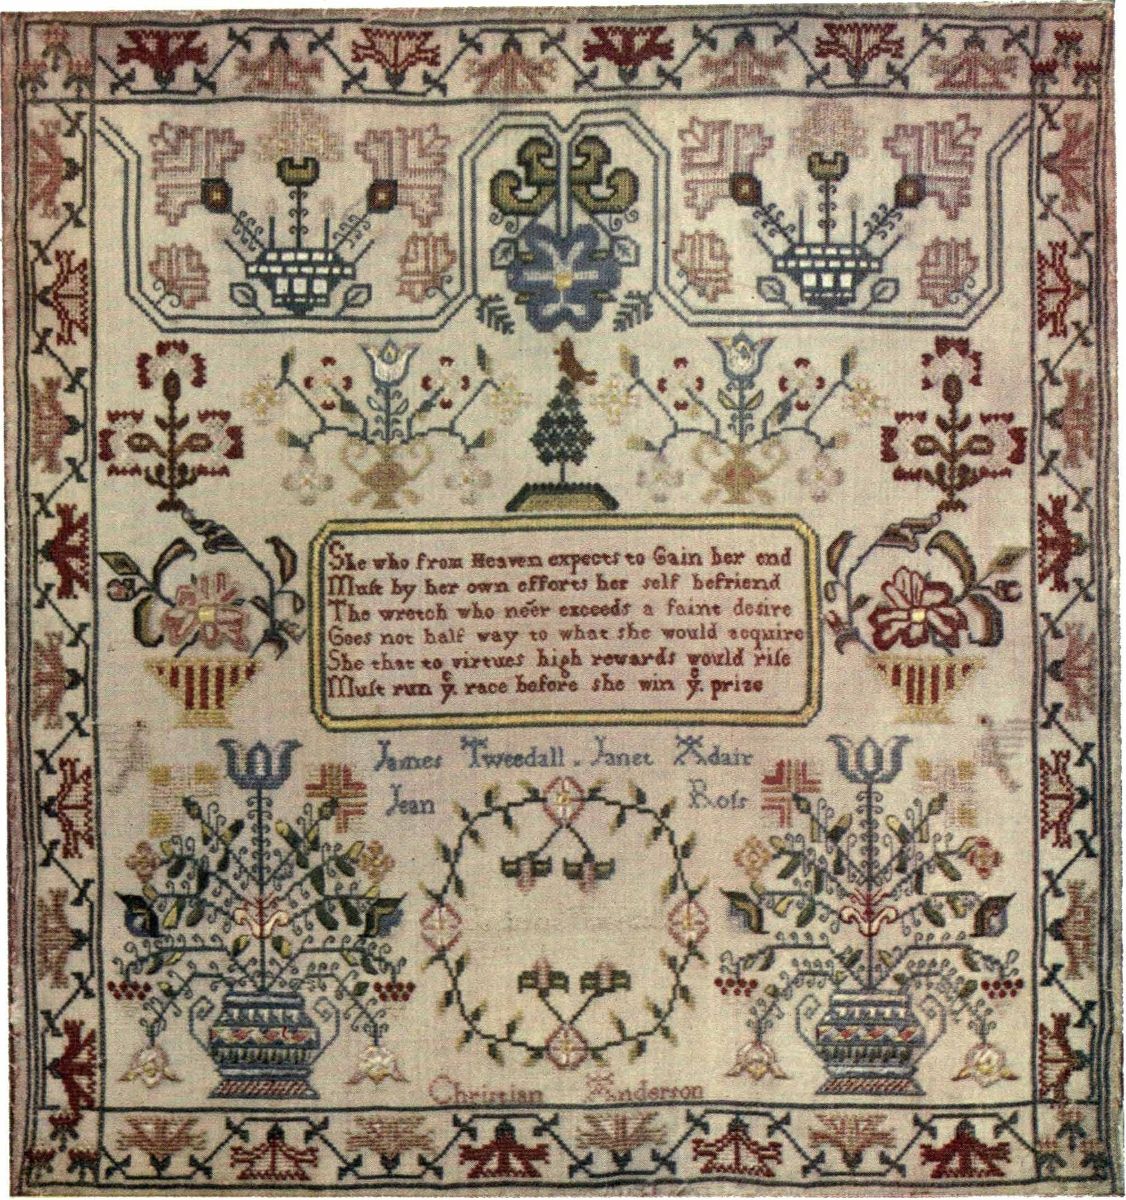 She who from Heaven expects to Gain her end
Muſt by her own efforts her self befriend
The wretch who neer exceeds a faint desire
Goes not half way to what she would acquire
She that to virtues high rewards would riſe
Muſt run yͤ. race before she win yͤ. prize
James Tweedall . Janet Adair
Jean Roſs
Christian Anderson